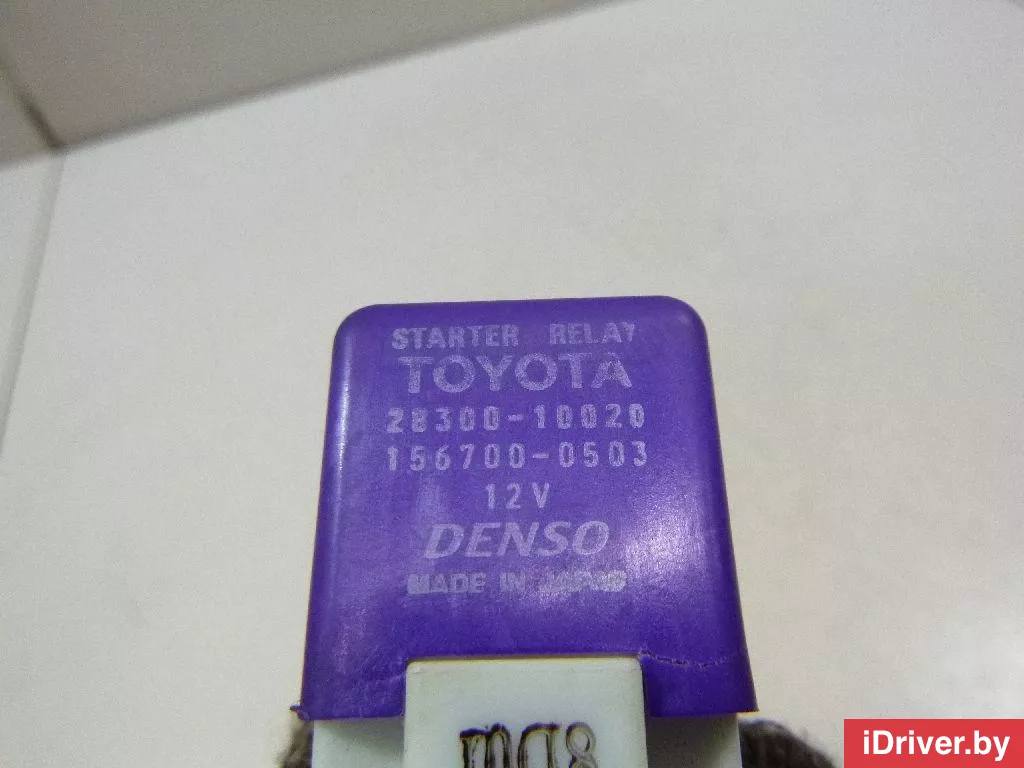 STARTER RELAY
TOYOTA
28300-10020
156700-0503
12V
DENSO
MADE IN JAPAN
iDriver.by